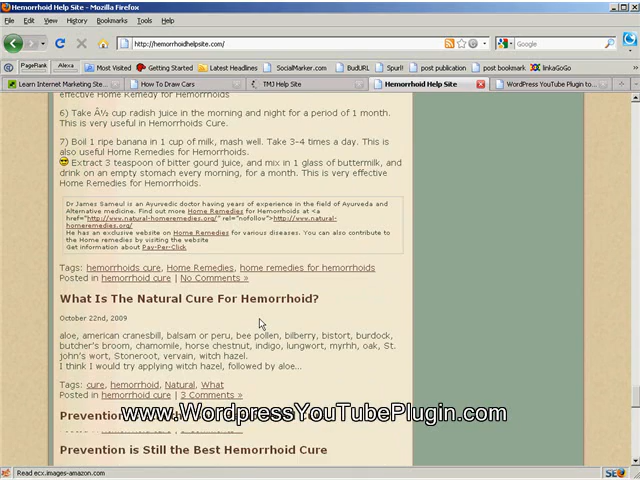 Hemorrhoid Help Site - Mozilla Firefox
File Edit View History Bookmarks Tools Help
http://hemorrhoidhelpsite.com/
Google
PageRank Alexa Most Visited Getting Started Latest Headlines SocialMarker.com BudURL Spurl! post publication post bookmark linkaGoGo
Learn Internet Marketing Ste... How To Draw Cars TMJ Help Site Hemorrhoid Help Site WordPress YouTube Plugin to...
effective Home Remedy for Hemorrhoids
6) Take Â½ cup radish juice in the morning and night for a period of 1 month.
This is very useful in Hemorrhoids Cure.
7) Boil 1 ripe banana in 1 cup of milk, mash well. Take 3-4 times a day. This is
also useful Home Remedies for Hemorrhoids.
Extract 3 teaspoon of bitter gourd juice, and mix in 1 glass of buttermilk, and
drink on an empty stomach every morning, for a month. This is very effective
Home Remedies for Hemorrhoids.
Dr James Sameul is an Ayurvedic doctor having years of experience in the field of Ayurveda and
Alternative medicine. Find out more Home Remedies for Hemorrhoids at <a
href="http://www.natural-homeremedies.org/" rel="nofollow">http://www.natural-
homeremedies.org/
He has an exclusive website on Home Remedies for various diseases. You can also contribute to
the Home remedies by visiting the website
Get information about Pay-Per-Click
Tags: hemorrhoids cure, Home Remedies, home remedies for hemorrhoids
Posted in hemorrhoid cure | No Comments »
What Is The Natural Cure For Hemorrhoid?
October 22nd, 2009
aloe, american cranesbill, balsam or peru, bee pollen, bilberry, bistort, burdock,
butcher's broom, chamomile, horse chestnut, indigo, lungwort, myrhh, oak, St.
john's wort, Stoneroot, vervain, witch hazel.
I think I would try applying witch hazel, followed by aloe...
Tags: cure, hemorrhoid, Natural, What
Posted in hemorrhoid cure | 3 Comments »
www.WordpressYouTubePlugin.com
Prevention is Still the Best Hemorrhoid Cure
Read ecx.images-amazon.com